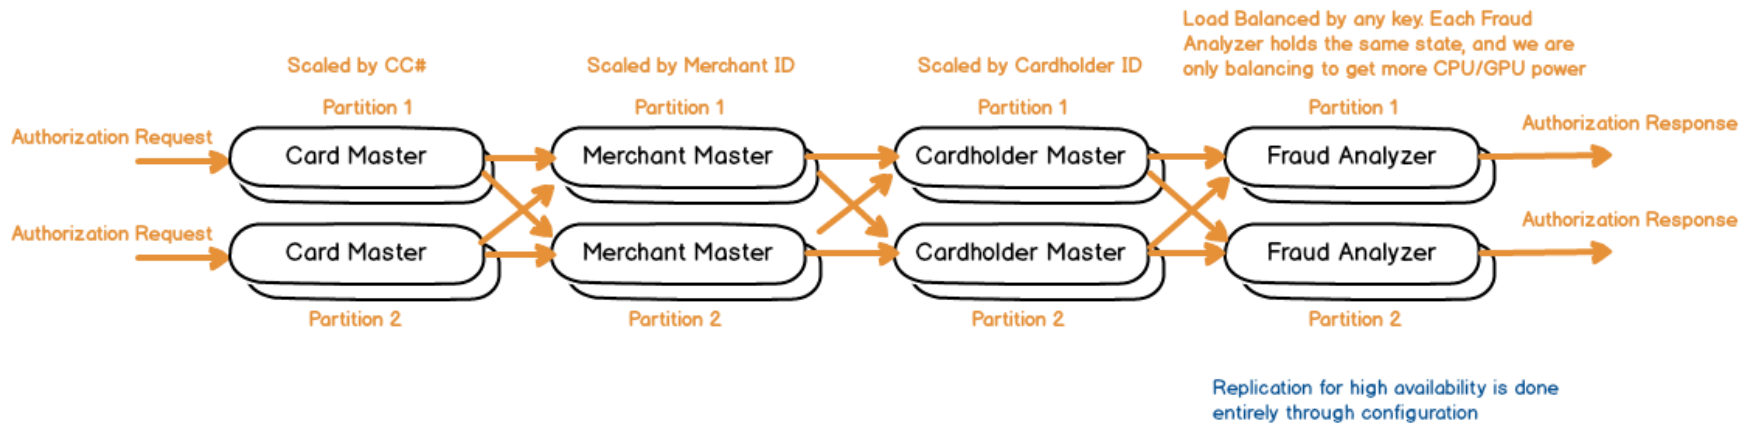 Load Balanced by any key. Each Fraud
Analyzer holds the same state, and we are
only balancing to get more CPU/GPU power
Scaled by CC#
Scaled by Merchant ID
Scaled by Cardholder ID
Partition 1
Partition 1
Partition 1
Partition 1
Authorization Request
Authorization Response
Card Master
Merchant Master
Cardholder Master
Fraud Analyzer
Authorization Request
Authorization Response
Card Master
Merchant Master
Cardholder Master
Fraud Analyzer
Partition 2
Partition 2
Partition 2
Partition 2
Replication for high availability is done
entirely through configuration